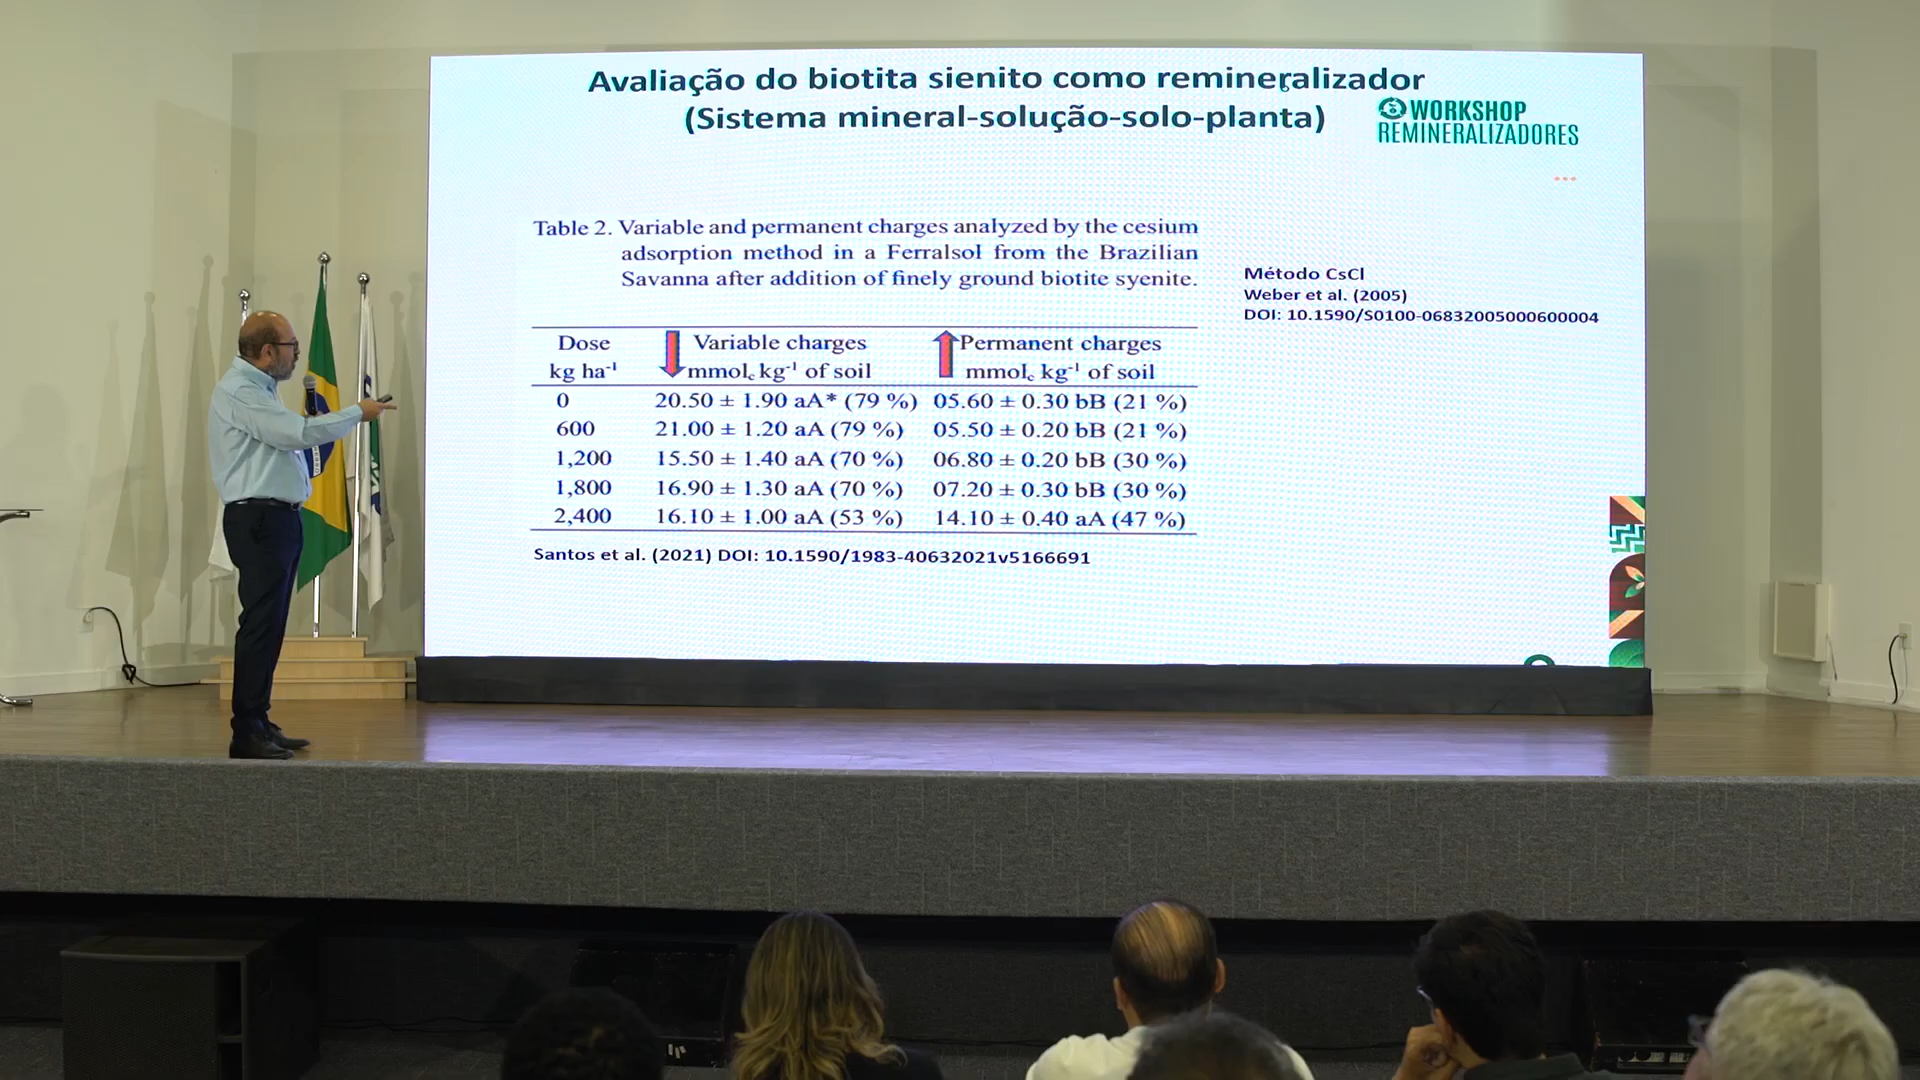 Avaliação do biotita sienito como remineralizador
(Sistema mineral-solução-solo-planta)
WORKSHOP
REMINERALIZADORES
Table 2. Variable and permanent charges analyzed by the cesium
adsorption method in a Ferralsol from the Brazilian
Savanna after addition of finely ground biotite syenite.
Método CsCl
Weber et al. (2005)
DOI: 10.1590/S0100-06832005000600004
Dose Variable charges Permanent charges
kg ha⁻¹ mmol꜀ kg⁻¹ of soil mmol꜀ kg⁻¹ of soil
0 20.50 ± 1.90 aA* (79 %) 05.60 ± 0.30 bB (21 %)
600 21.00 ± 1.20 aA (79 %) 05.50 ± 0.20 bB (21 %)
1,200 15.50 ± 1.40 aA (70 %) 06.80 ± 0.20 bB (30 %)
1,800 16.90 ± 1.30 aA (70 %) 07.20 ± 0.30 bB (30 %)
2,400 16.10 ± 1.00 aA (53 %) 14.10 ± 0.40 aA (47 %)
Santos et al. (2021) DOI: 10.1590/1983-40632021v5166691